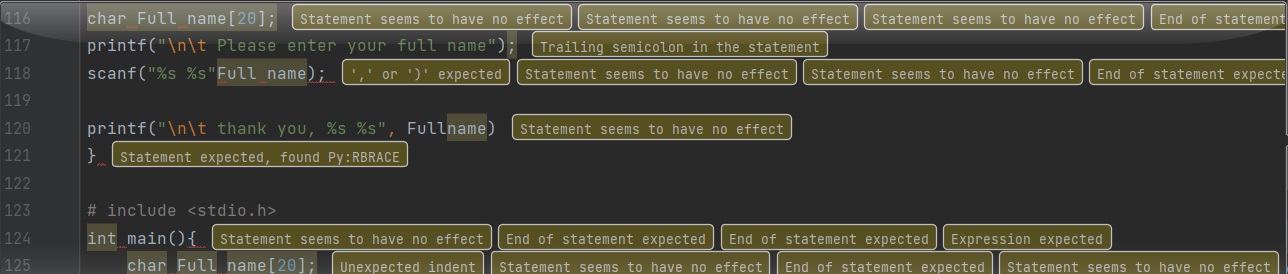 116 char Full name[20]; Statement seems to have no effect Statement seems to have no effect Statement seems to have no effect End of statement
117 printf("\n\t Please enter your full name"); Trailing semicolon in the statement
118 scanf("%s %s"Full name); ',' or ')' expected Statement seems to have no effect Statement seems to have no effect End of statement expecte
119
120 printf("\n\t thank you, %s %s", Fullname) Statement seems to have no effect
121 } Statement expected, found Py:RBRACE
122
123 # include <stdio.h>
124 int main(){ Statement seems to have no effect End of statement expected End of statement expected Expression expected
125 char Full name[20]; Unexpected indent Statement seems to have no effect End of statement expected Statement seems to have no effect